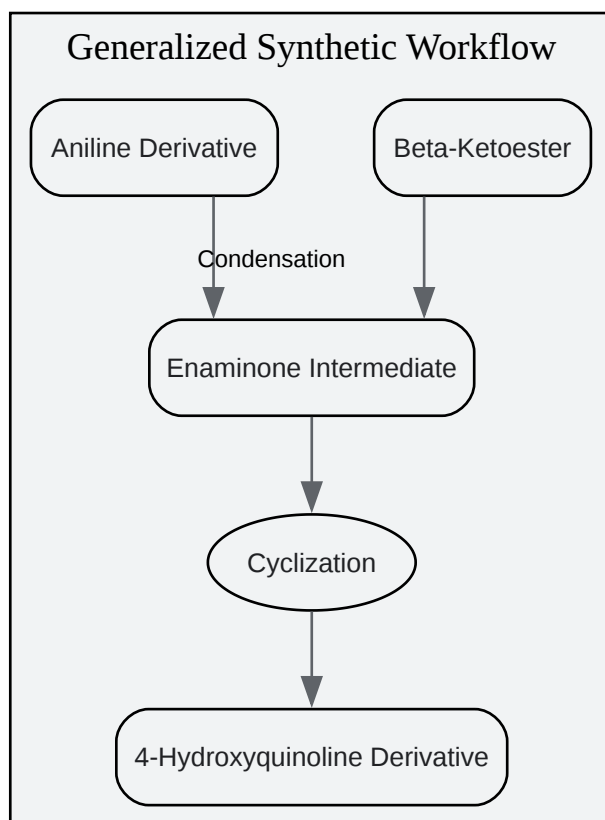 Generalized Synthetic Workflow
Aniline Derivative
Beta-Ketoester
Condensation
Enaminone Intermediate
Cyclization
4-Hydroxyquinoline Derivative